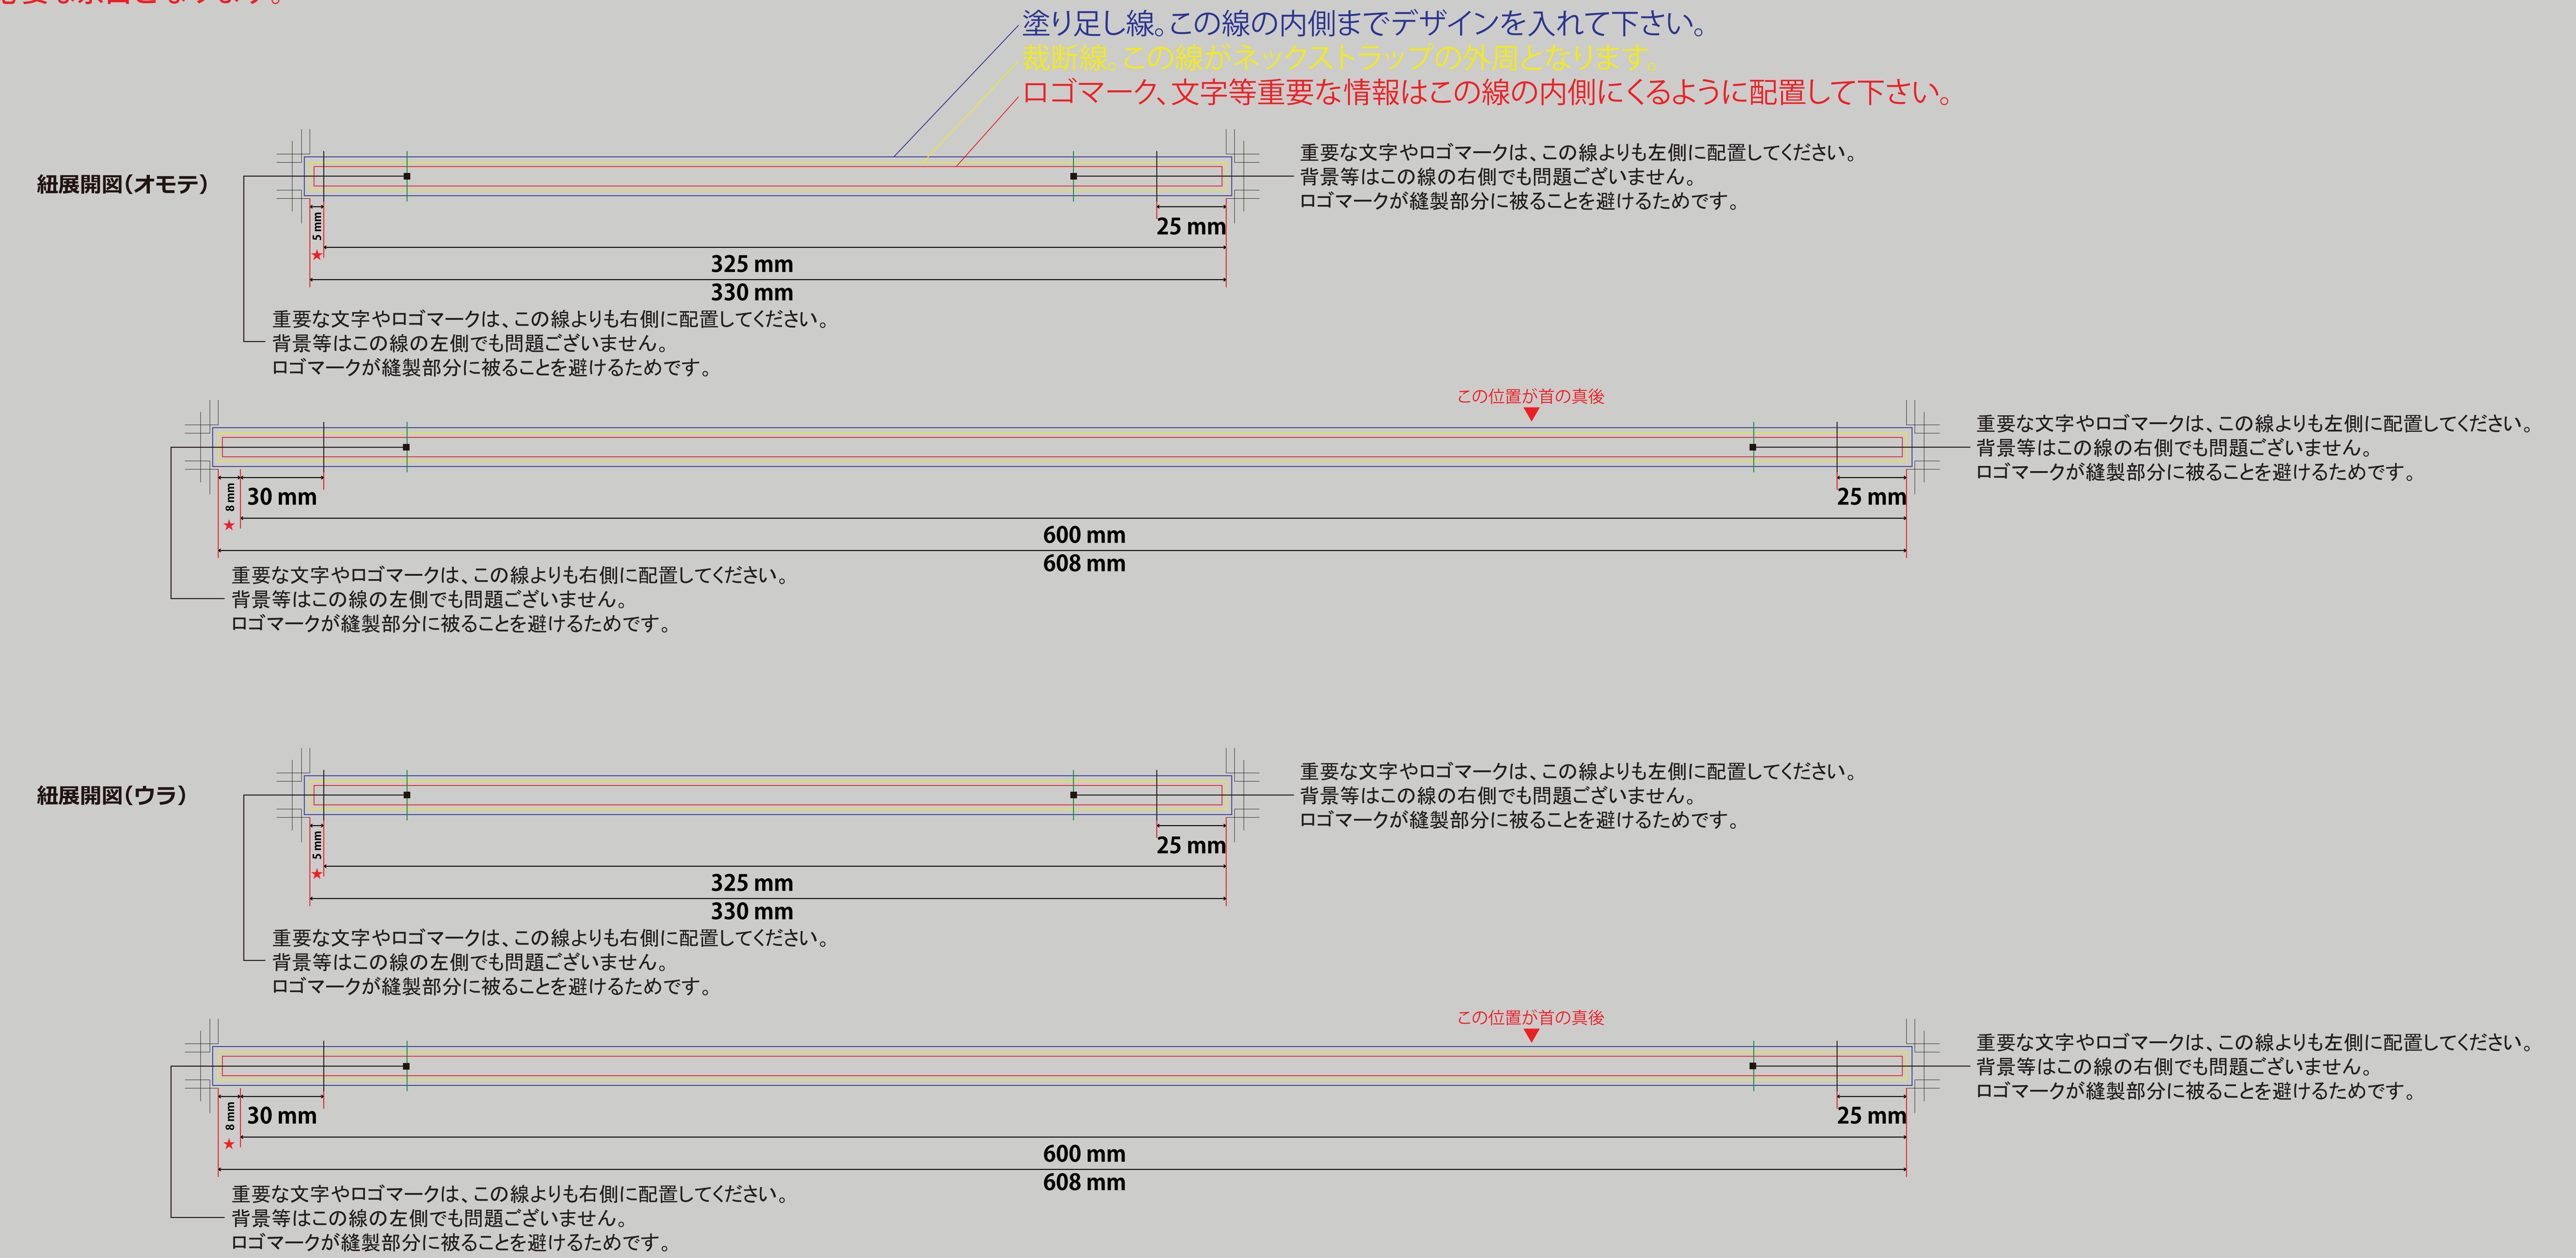 塗り足し線。この線の内側までデザインを入れて下さい。
裁断線。この線がネックストラップの外周となります。
ロゴマーク、文字等重要な情報はこの線の内側にくるように配置して下さい。
紐展開図(オモテ)
重要な文字やロゴマークは、この線よりも左側に配置してください。
背景等はこの線の右側でも問題ございません。
ロゴマークが縫製部分に被ることを避けるためです。
5 mm
★
25 mm
325 mm
330 mm
重要な文字やロゴマークは、この線よりも右側に配置してください。
背景等はこの線の左側でも問題ございません。
ロゴマークが縫製部分に被ることを避けるためです。
この位置が首の真後
重要な文字やロゴマークは、この線よりも左側に配置してください。
背景等はこの線の右側でも問題ございません。
ロゴマークが縫製部分に被ることを避けるためです。
8 mm
★
30 mm
25 mm
600 mm
608 mm
重要な文字やロゴマークは、この線よりも右側に配置してください。
背景等はこの線の左側でも問題ございません。
ロゴマークが縫製部分に被ることを避けるためです。
紐展開図(ウラ)
重要な文字やロゴマークは、この線よりも左側に配置してください。
背景等はこの線の右側でも問題ございません。
ロゴマークが縫製部分に被ることを避けるためです。
5 mm
★
25 mm
325 mm
330 mm
重要な文字やロゴマークは、この線よりも右側に配置してください。
背景等はこの線の左側でも問題ございません。
ロゴマークが縫製部分に被ることを避けるためです。
この位置が首の真後
重要な文字やロゴマークは、この線よりも左側に配置してください。
背景等はこの線の右側でも問題ございません。
ロゴマークが縫製部分に被ることを避けるためです。
8 mm
★
30 mm
25 mm
600 mm
608 mm
重要な文字やロゴマークは、この線よりも右側に配置してください。
背景等はこの線の左側でも問題ございません。
ロゴマークが縫製部分に被ることを避けるためです。